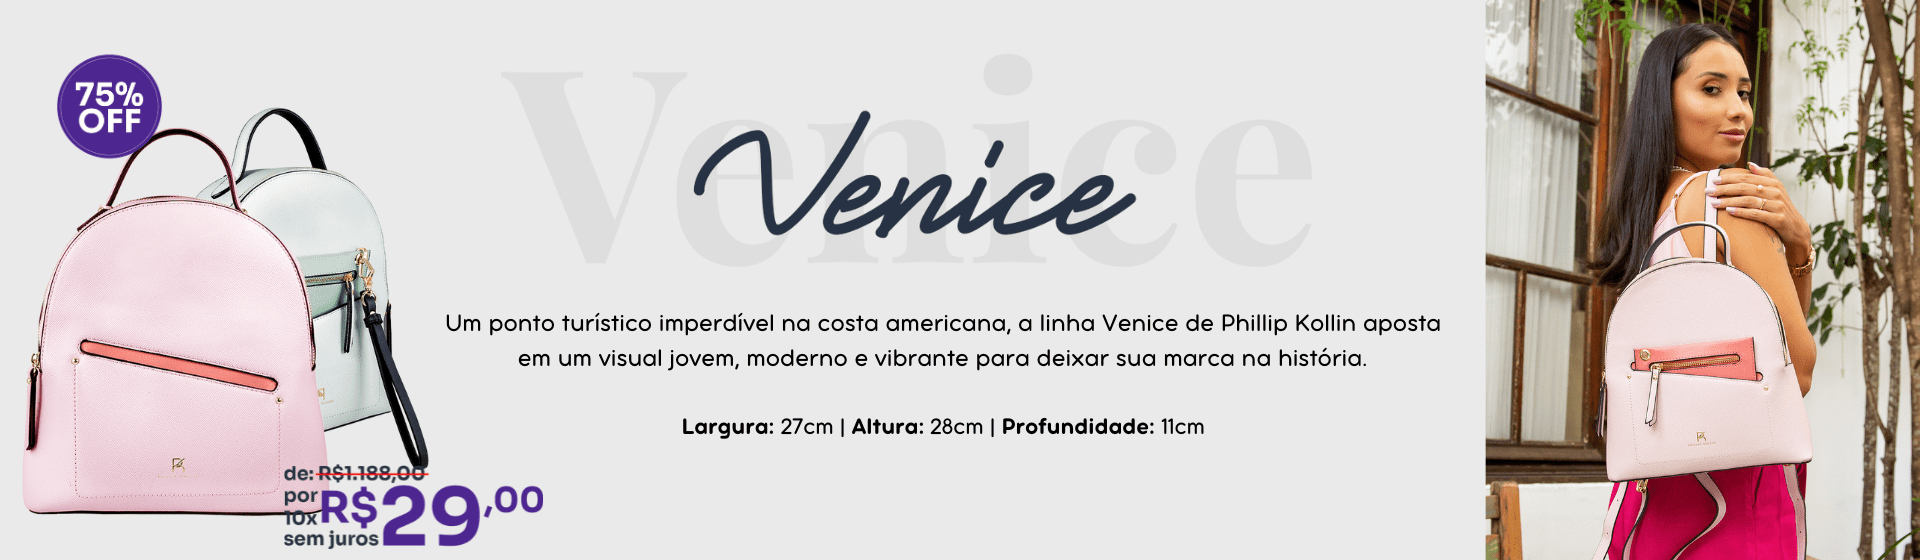 75%
OFF
Venice
Venice
Um ponto turístico imperdível na costa americana, a linha Venice de Phillip Kollin aposta
em um visual jovem, moderno e vibrante para deixar sua marca na história.
Largura: 27cm | Altura: 28cm | Profundidade: 11cm
de: R$1.188,00
por
10x
sem juros
R$29,00